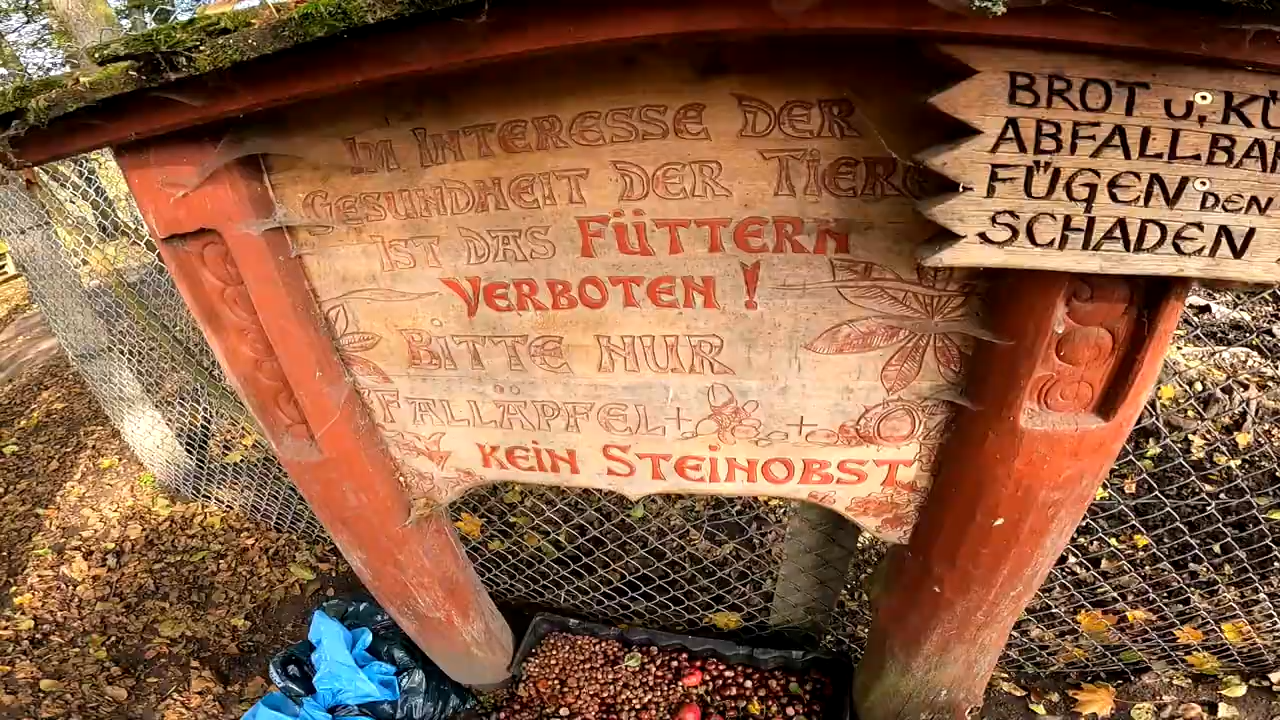 IM INTERESSE DER
GESUNDHEIT DER TIERE
IST DAS FÜTTERN
VERBOTEN !
BITTE NUR
FALLÄPFEL + +
KEIN STEINOBST
BROT u.
FÜGEN DEN
SCHADEN